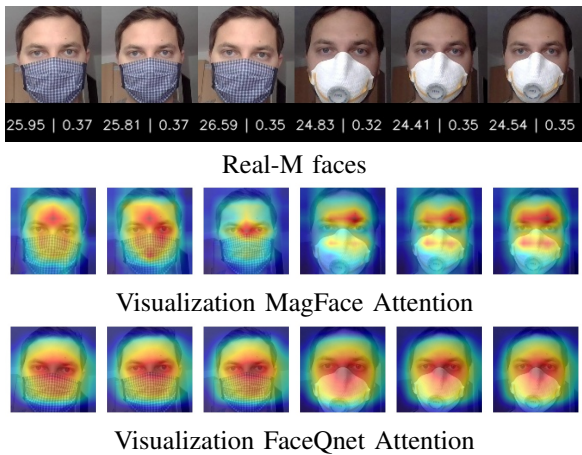 25.95 | 0.37 25.81 | 0.37 26.59 | 0.35 24.83 | 0.32 24.41 | 0.35 24.54 | 0.35
Real-M faces
Visualization MagFace Attention
Visualization FaceQnet Attention